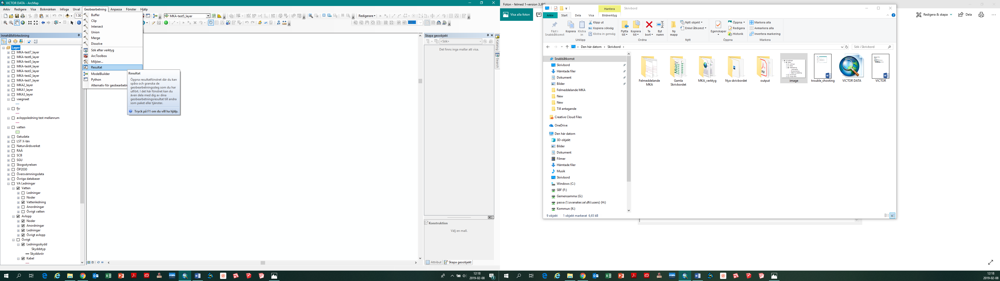 VICTOR DATA - ArcMap
Arkiv Redigera Visa Bokmärken Infoga Urval Geobearbetning Anpassa Fönster Hjälp
1:30
MKA-test5_layer
Redigerare
Buffer
Clip
Intersect
Union
Merge
Dissolve
Sök efter verktyg
ArcToolbox
Miljöer...
Resultat
ModelBuilder
Python
Alternativ för geobearbetn
Resultat
Öppna resultatfönstret där du kan
spåra och granska de
geobearbetningssteg som du har
utfört. I det här fönstret kan du
även dela med dig av dina
geobearbetningsresultat till andra
som paket eller tjänster.
Tryck på F1 om du vill ha hjälp.
Innehållsförteckning
Lager
MKA-test7_layer
MKA-test6_layer
MKA-test5_layer
MKA-test4_layer
MKA-test3_layer
MKA-test2_layer
MKA-test1_layer
MKA2_layer
MKA1_layer
MKA3_layer
vaegnaet
fjv
avloppsledning test mellanrum
vatten
Gatudata
LST X-län
Naturvårdsverket
RAÄ
SCB
SGU
Skogsstyrelsen
ÖP2030
Översvämningsdata
Övriga databaser
VA Ledningar
Vatten
Ledningar
Noder
Vattenledning
Anordningar
Övrigt vatten
Avlopp
Noder
Anordningar
Ledningar
Övrigt avlopp
Övrigt
Ledningsskydd
Skyddstyp
Skyddsrör
Kabel
Skapa geoobjekt
<Sök>
Det finns inga mallar att visa.
Katalog
Search
Konstruktion
Välj en mall.
Attribut Skapa geoobjekt
12:18
2019-02-08
3
Foton - felmed 1-version 3.JPG
Visa alla foton
Redigera & skapa Dela
Hantera Skrivbord
Arkiv Start Dela Visa Bildverktyg
Fäst i
Snabbåtkomst
Kopiera
Klistra
in
Klipp ut
Kopiera sökväg
Klistra in genväg
Urklipp
Flytta
till
Kopiera
till
Ta
bort
Byt
namn
Ordna
Ny
mapp
Nytt objekt
Enkel åtkomst
Nytt
Egenskaper
Öppna
Redigera
Historik
Öppna
Markera alla
Avmarkera alla
Invertera markering
Markera
Den här datorn Skrivbord
Sök i Skrivbord
Snabbåtkomst
Skrivbord
Hämtade filer
Dokument
Bilder
Felmeddelande MKA
New
New
Till antagande
Creative Cloud Files
OneDrive
Den här datorn
3D-objekt
Bilder
Dokument
Filmer
Hämtade filer
Musik
Skrivbord
Windows (C:)
SBF (F:)
Gemensamma (G:)
pasva (\\ovanaker.se\dfs\users) (H:)
Kommun (K:)
Felmeddelande
MKA
Gamla
Skrivbordet
MKA_verktyg
Nya skrivbordet
output
image
trouble_shooting
VICTOR DATA
VICTOR
9 objekt 1 objekt markerat 6,65 kB
12:18
2019-02-08